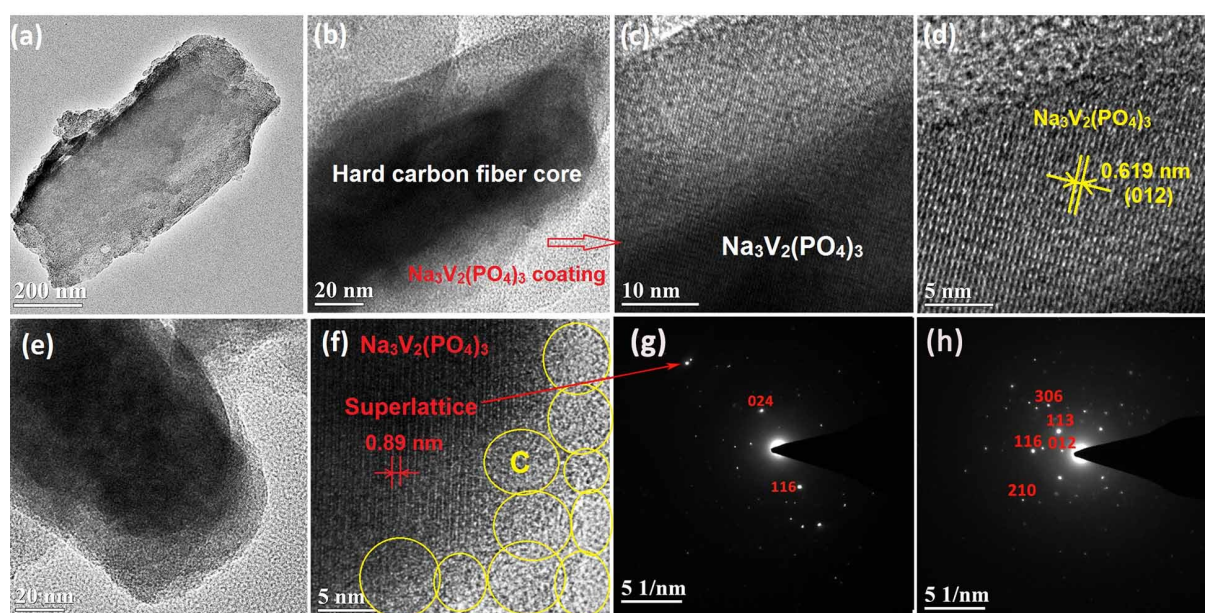 (a)
200 nm
(b)
Hard carbon fiber core
Na₃V₂(PO₄)₃ coating
20 nm
(c)
Na₃V₂(PO₄)₃
10 nm
(d)
Na₃V₂(PO₄)₃
0.619 nm
(012)
5 nm
(e)
20 nm
(f)
Na₃V₂(PO₄)₃
Superlattice
0.89 nm
C
5 nm
(g)
024
116
5 1/nm
(h)
306
113
116 012
210
5 1/nm